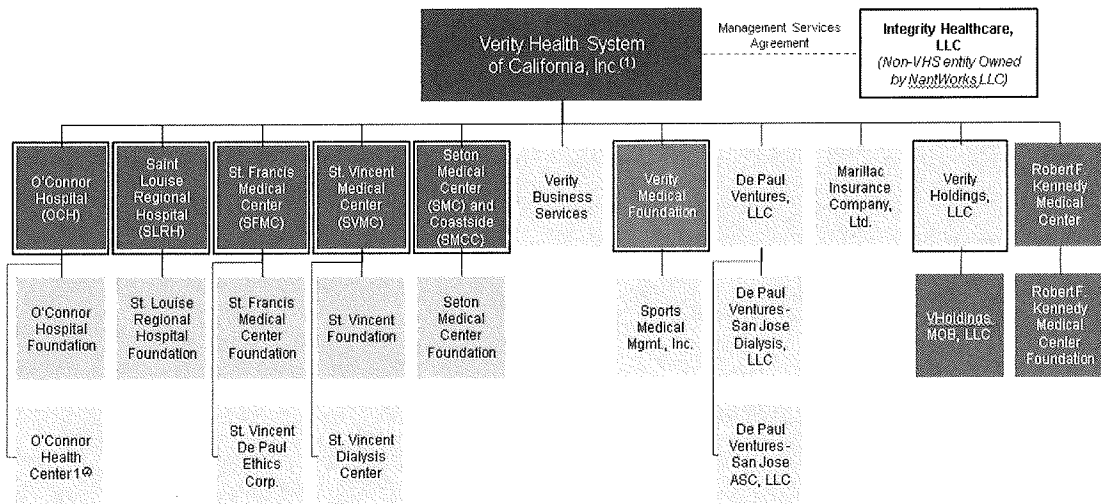 Verity Health System
of California, Inc.(1)
Management Services
Agreement
Integrity Healthcare,
LLC
(Non-VHS entity Owned
by NantWorks LLC)
O'Connor
Hospital
(OCH)
Saint
Louise
Regional
Hospital
(SLRH)
St. Francis
Medical
Center
(SFMC)
St. Vincent
Medical
Center
(SVMC)
Seton
Medical
Center
(SMC) and
Coastside
(SMCC)
Verity
Business
Services
Verity
Medical
Foundation
De Paul
Ventures,
LLC
Marillac
Insurance
Company,
Ltd.
Verity
Holdings,
LLC
Robert F.
Kennedy
Medical
Center
O'Connor
Hospital
Foundation
St. Louise
Regional
Hospital
Foundation
St. Francis
Medical
Center
Foundation
St. Vincent
Foundation
Seton
Medical
Center
Foundation
Sports
Medical
Mgmt., Inc.
De Paul
Ventures-
San Jose
Dialysis,
LLC
VHoldings
MOB, LLC
Robert F.
Kennedy
Medical
Center
Foundation
O'Connor
Health
Center 1(2)
St. Vincent
De Paul
Ethics
Corp.
St. Vincent
Dialysis
Center
De Paul
Ventures-
San Jose
ASC, LLC